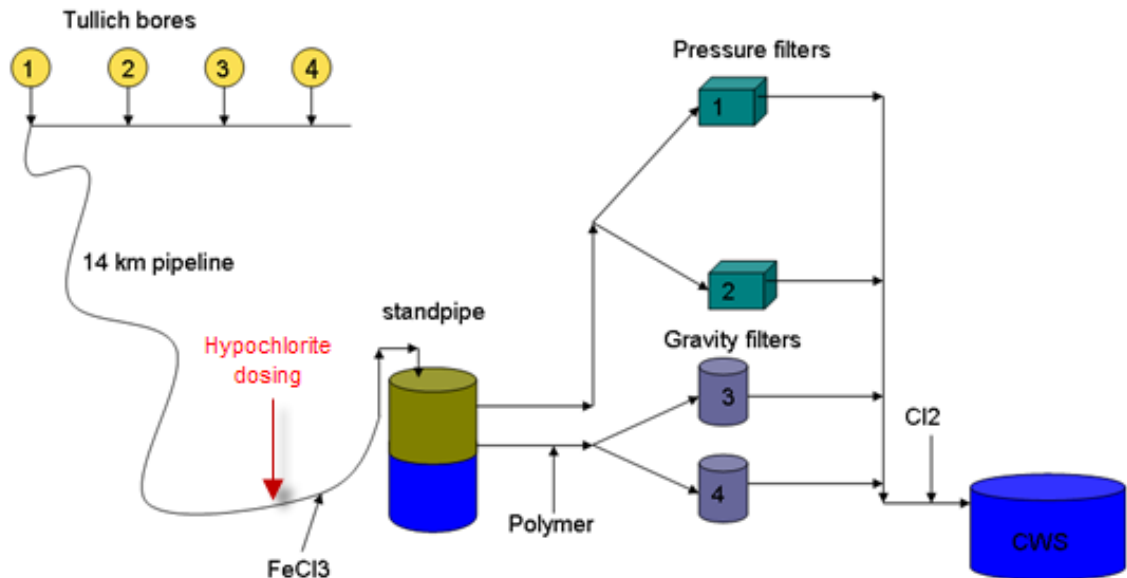 Tullich bores
1
2
3
4
14 km pipeline
Hypochlorite
dosing
FeCl3
standpipe
Polymer
Pressure filters
1
2
Gravity filters
3
4
Cl2
CWS